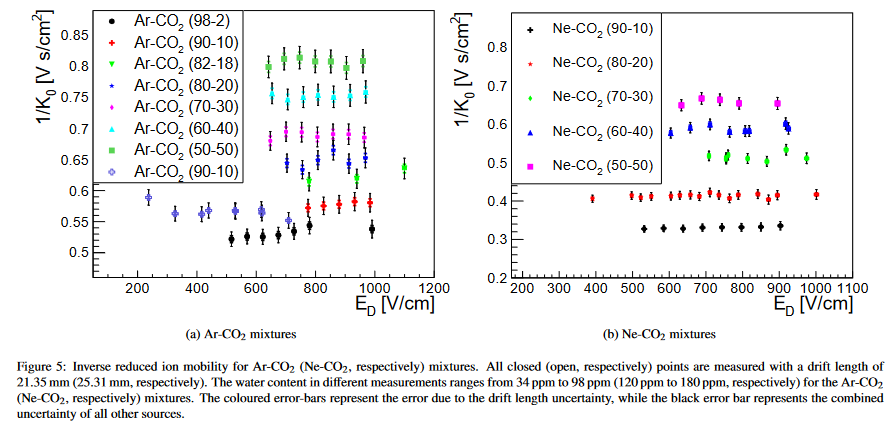 1/K0 [V s/cm2]
0.85
0.8
0.75
0.7
0.65
0.6
0.55
0.5
Ar-CO2 (98-2)
Ar-CO2 (90-10)
Ar-CO2 (82-18)
Ar-CO2 (80-20)
Ar-CO2 (70-30)
Ar-CO2 (60-40)
Ar-CO2 (50-50)
Ar-CO2 (90-10)
200 400 600 800 1000 1200
ED [V/cm]
(a) Ar-CO2 mixtures
1/K0 [V s/cm2]
0.8
0.7
0.6
0.5
0.4
0.3
0.2
Ne-CO2 (90-10)
Ne-CO2 (80-20)
Ne-CO2 (70-30)
Ne-CO2 (60-40)
Ne-CO2 (50-50)
200 300 400 500 600 700 800 900 1000 1100
ED [V/cm]
(b) Ne-CO2 mixtures
Figure 5: Inverse reduced ion mobility for Ar-CO2 (Ne-CO2, respectively) mixtures. All closed (open, respectively) points are measured with a drift length of
21.35 mm (25.31 mm, respectively). The water content in different measurements ranges from 34 ppm to 98 ppm (120 ppm to 180 ppm, respectively) for the Ar-CO2
(Ne-CO2, respectively) mixtures. The coloured error-bars represent the error due to the drift length uncertainty, while the black error bar represents the combined
uncertainty of all other sources.